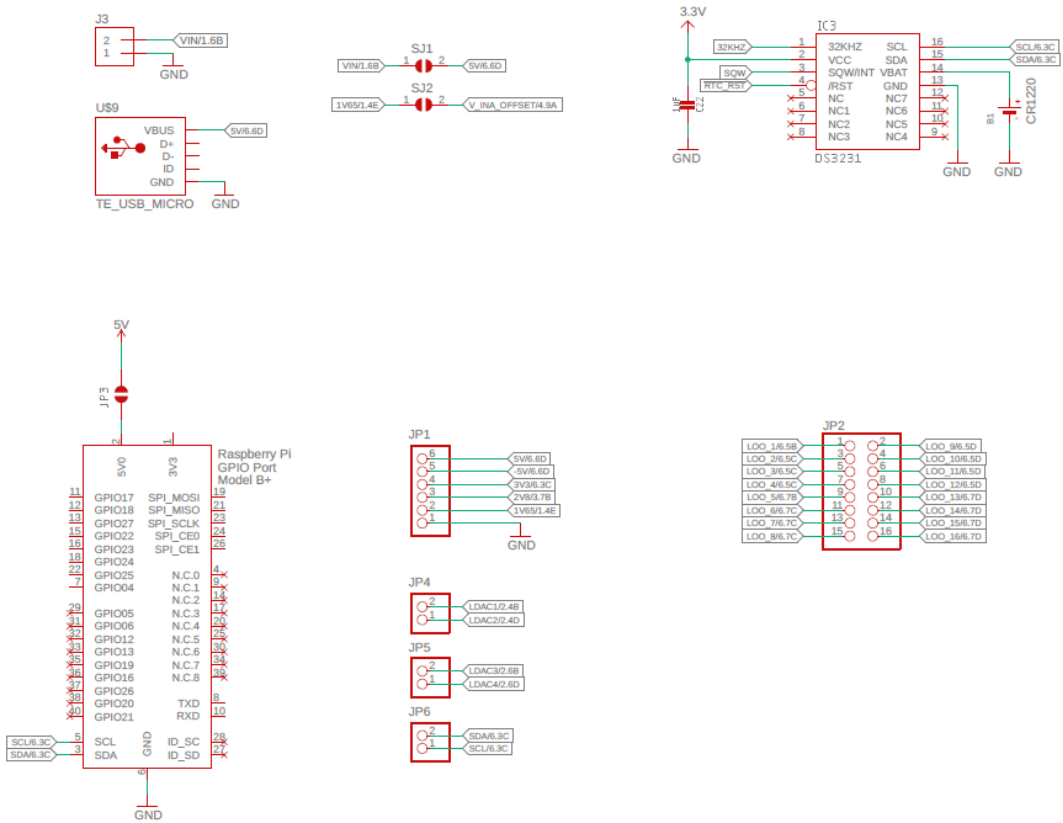 J3
2
1
VIN/1.6B
GND
U$9
VBUS
D+
D-
ID
GND
5V/6.6D
GND
TE_USB_MICRO
SJ1
VIN/1.6B
1
2
5V/6.6D
SJ2
1V65/1.4E
1
2
V_INA_OFFSET/4.9A
3.3V
IC3
32KHZ 1 32KHZ SCL 16 SCL/6.3C
2 VCC SDA 15 SDA/6.3C
SQW 3 SQW/INT VBAT 14
RTC_RST 4 /RST GND 13
5 NC NC7 12
6 NC1 NC6 11
7 NC2 NC5 10
8 NC3 NC4 9
DS3231
1uF
C22
GND
B1
CR1220
GND
GND
5V
JP3
2
1
5V0
3V3
Raspberry Pi
GPIO Port
Model B+
11 GPIO17 SPI_MOSI 19
12 GPIO18 SPI_MISO 21
13 GPIO27 SPI_SCLK 23
15 GPIO22 SPI_CE0 24
16 GPIO23 SPI_CE1 26
18 GPIO24
22 GPIO25 N.C.0 4
7 GPIO04 N.C.1 9
N.C.2 14
29 GPIO05 N.C.3 17
31 GPIO06 N.C.4 20
32 GPIO12 N.C.5 25
33 GPIO13 N.C.6 30
35 GPIO19 N.C.7 34
36 GPIO16 N.C.8 39
37 GPIO26
38 GPIO20 TXD 8
40 GPIO21 RXD 10
SCL/6.3C 5 SCL ID_SC 28
SDA/6.3C 3 SDA ID_SD 27
GND
6
GND
JP1
6 5V/6.6D
5 -5V/6.6D
4 3V3/6.3C
3 2V8/3.7B
2 1V65/1.4E
1
GND
JP4
2 LDAC1/2.4B
1 LDAC2/2.4D
JP5
2 LDAC3/2.6B
1 LDAC4/2.6D
JP6
2 SDA/6.3C
1 SCL/6.3C
JP2
LOO_1/6.5B 1 2 LOO_9/6.5D
LOO_2/6.5C 3 4 LOO_10/6.5D
LOO_3/6.5C 5 6 LOO_11/6.5D
LOO_4/6.5C 7 8 LOO_12/6.5D
LOO_5/6.7B 9 10 LOO_13/6.7D
LOO_6/6.7C 11 12 LOO_14/6.7D
LOO_7/6.7C 13 14 LOO_15/6.7D
LOO_8/6.7C 15 16 LOO_16/6.7D